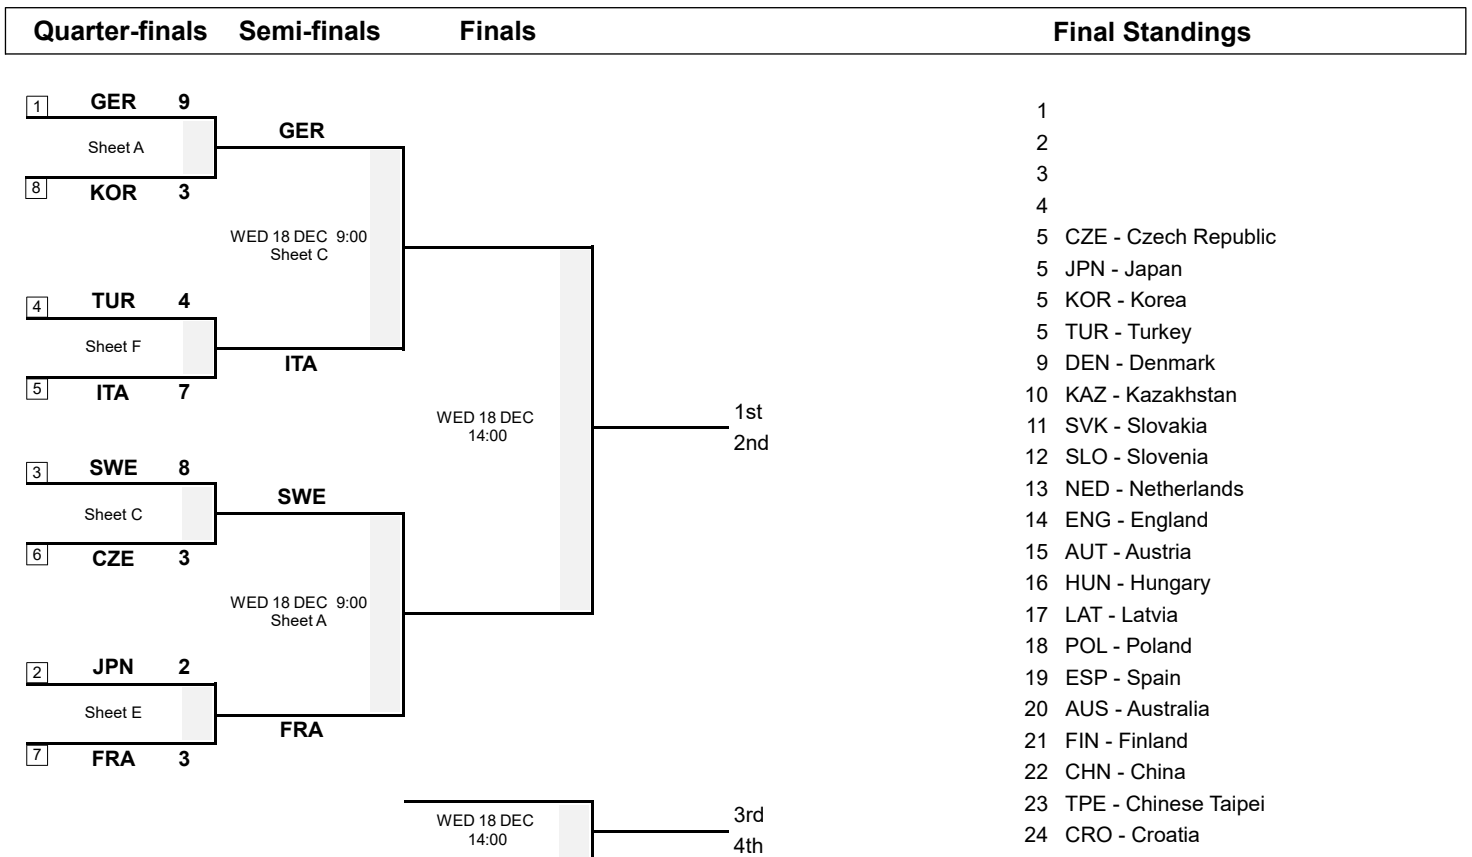 Quarter-finals Semi-finals Finals Final Standings
1 GER 9
Sheet A
8 KOR 3
GER
WED 18 DEC 9:00
Sheet C
4 TUR 4
Sheet F
5 ITA 7
ITA
WED 18 DEC
14:00
1st
2nd
3 SWE 8
Sheet C
6 CZE 3
SWE
WED 18 DEC 9:00
Sheet A
2 JPN 2
Sheet E
7 FRA 3
FRA
WED 18 DEC
14:00
3rd
4th
1
2
3
4
5 CZE - Czech Republic
5 JPN - Japan
5 KOR - Korea
5 TUR - Turkey
9 DEN - Denmark
10 KAZ - Kazakhstan
11 SVK - Slovakia
12 SLO - Slovenia
13 NED - Netherlands
14 ENG - England
15 AUT - Austria
16 HUN - Hungary
17 LAT - Latvia
18 POL - Poland
19 ESP - Spain
20 AUS - Australia
21 FIN - Finland
22 CHN - China
23 TPE - Chinese Taipei
24 CRO - Croatia